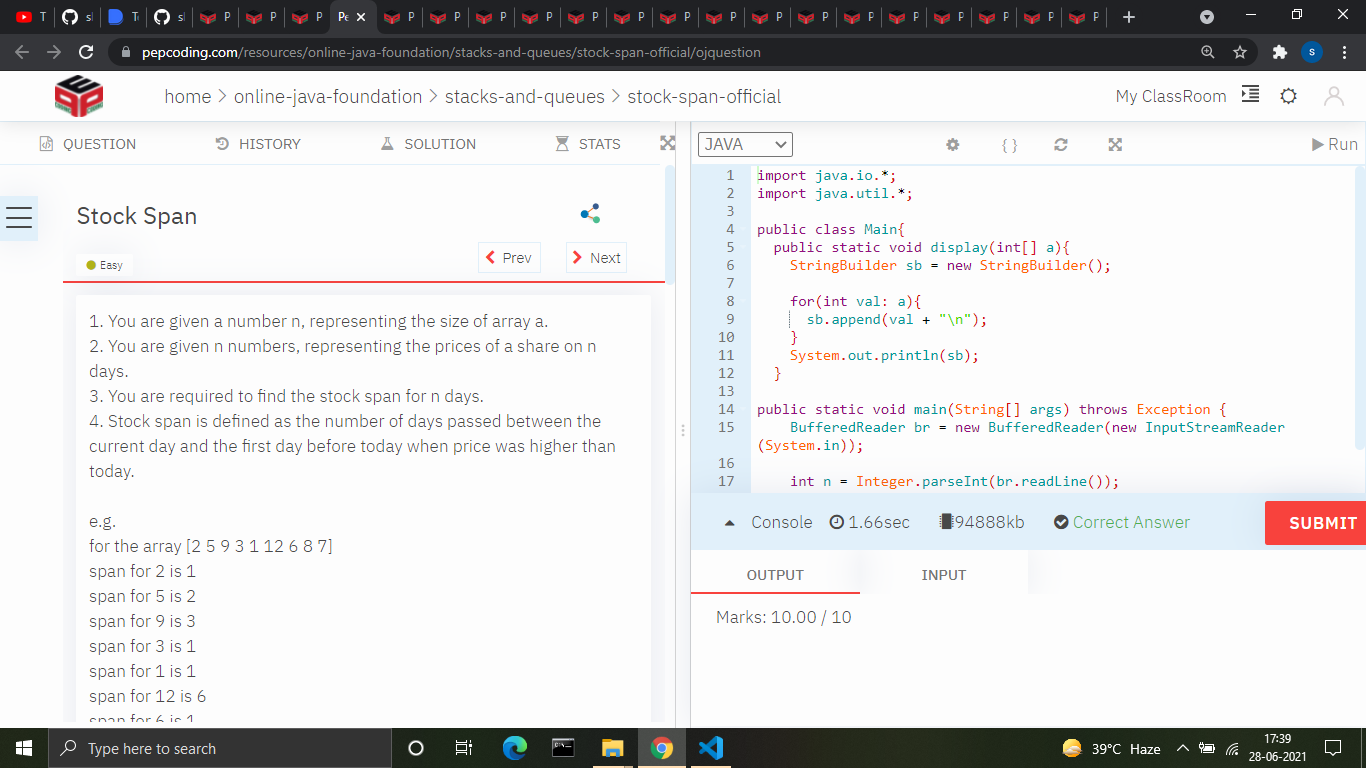 pepcoding.com/resources/online-java-foundation/stacks-and-queues/stock-span-official/ojquestion
home > online-java-foundation > stacks-and-queues > stock-span-official
My ClassRoom
QUESTION HISTORY SOLUTION STATS
Stock Span
Easy
Prev Next
1. You are given a number n, representing the size of array a.
2. You are given n numbers, representing the prices of a share on n
days.
3. You are required to find the stock span for n days.
4. Stock span is defined as the number of days passed between the
current day and the first day before today when price was higher than
today.
e.g.
for the array [2 5 9 3 1 12 6 8 7]
span for 2 is 1
span for 5 is 2
span for 9 is 3
span for 3 is 1
span for 1 is 1
span for 12 is 6
span for 6 is 1
JAVA { } Run
1 import java.io.*;
2 import java.util.*;
3
4 public class Main{
5 public static void display(int[] a){
6 StringBuilder sb = new StringBuilder();
7
8 for(int val: a){
9 sb.append(val + "\n");
10 }
11 System.out.println(sb);
12 }
13
14 public static void main(String[] args) throws Exception {
15 BufferedReader br = new BufferedReader(new InputStreamReader
(System.in));
16
17 int n = Integer.parseInt(br.readLine());
Console 1.66sec 94888kb Correct Answer SUBMIT
OUTPUT INPUT
Marks: 10.00 / 10
Type here to search
39°C Haze
17:39
28-06-2021